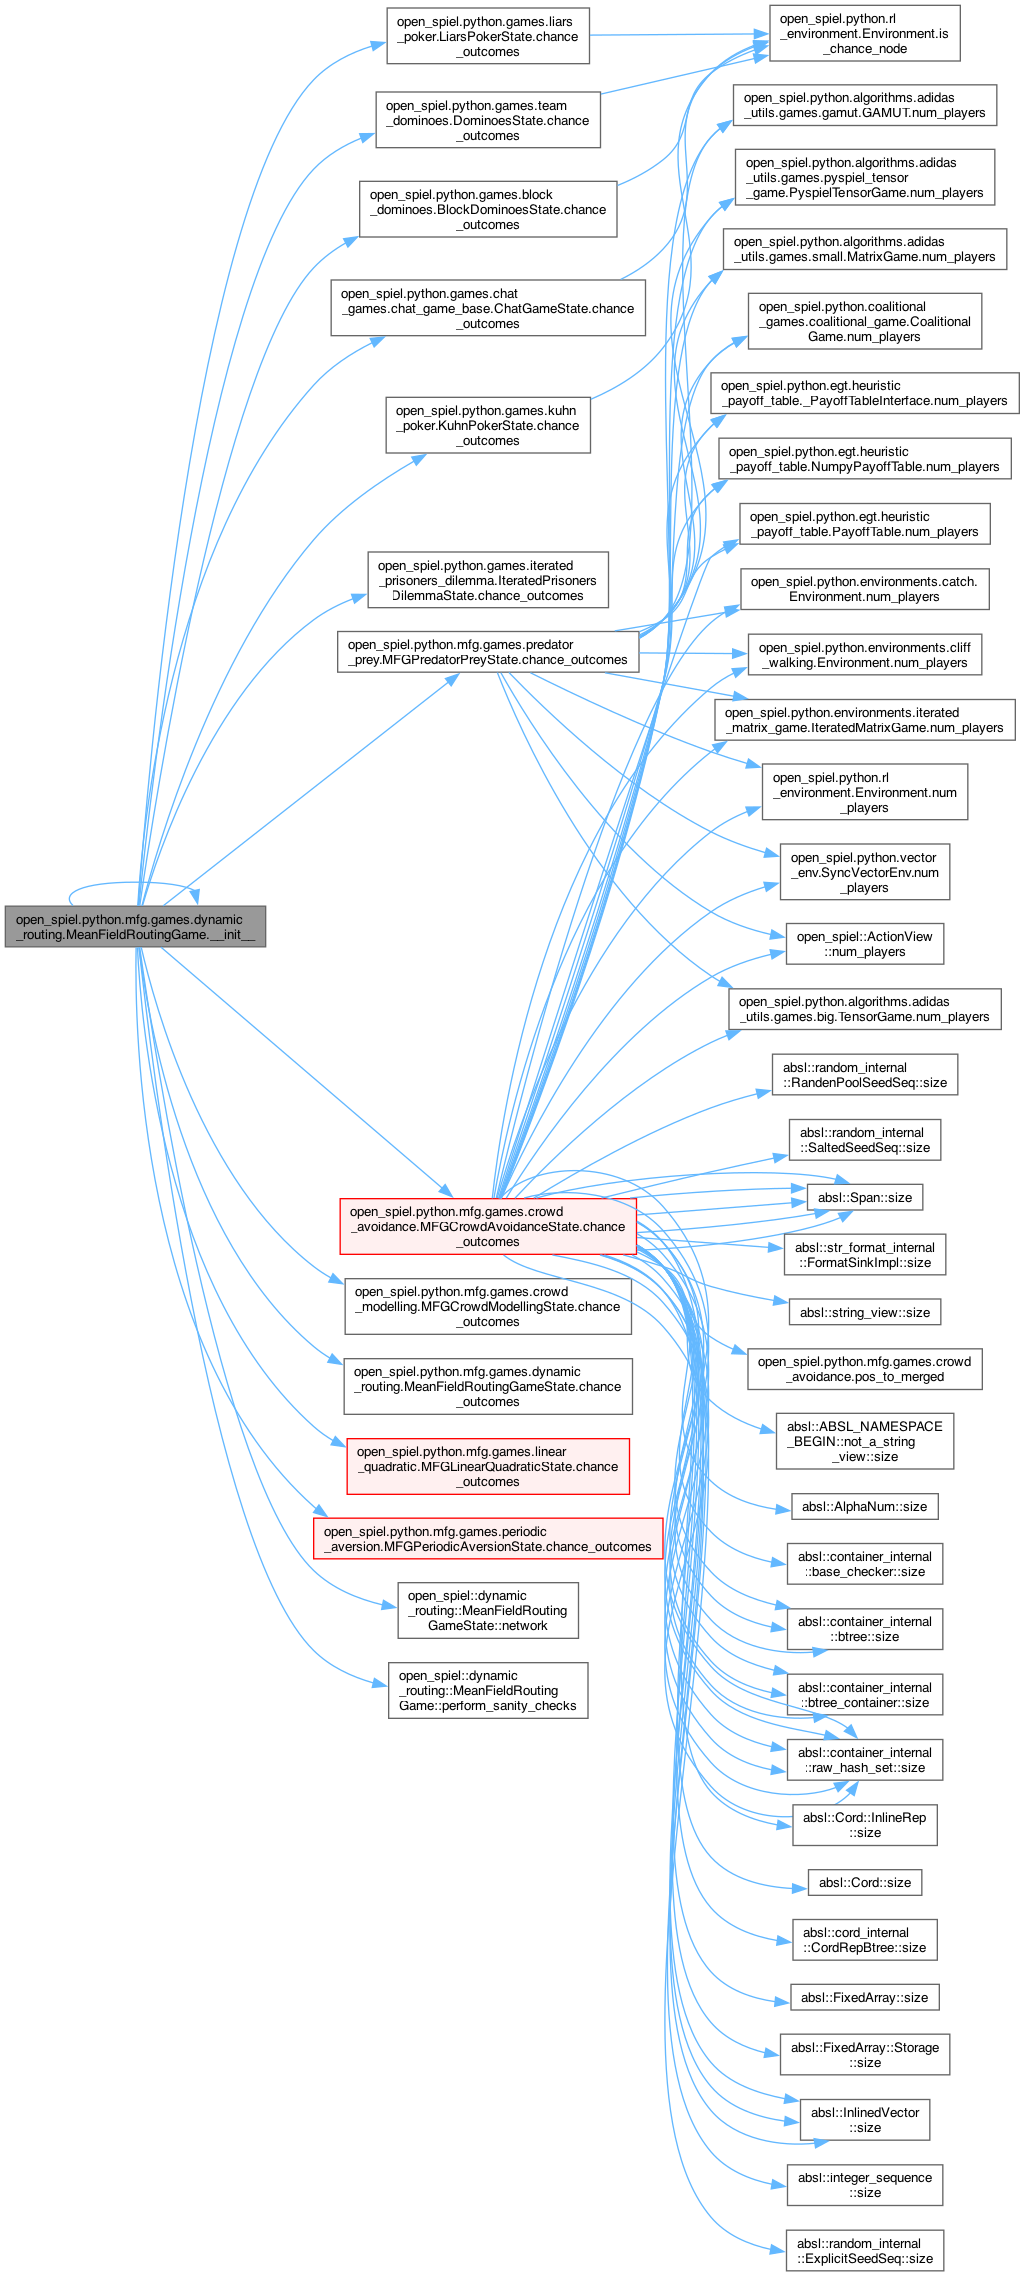 open_spiel.python.mfg.games.dynamic
_routing.MeanFieldRoutingGame.__init__
open_spiel.python.games.liars
_poker.LiarsPokerState.chance
_outcomes
open_spiel.python.games.team
_dominoes.DominoesState.chance
_outcomes
open_spiel.python.games.block
_dominoes.BlockDominoesState.chance
_outcomes
open_spiel.python.games.chat
_games.chat_game_base.ChatGameState.chance
_outcomes
open_spiel.python.games.kuhn
_poker.KuhnPokerState.chance
_outcomes
open_spiel.python.games.iterated
_prisoners_dilemma.IteratedPrisoners
DilemmaState.chance_outcomes
open_spiel.python.mfg.games.predator
_prey.MFGPredatorPreyState.chance_outcomes
open_spiel.python.mfg.games.crowd
_avoidance.MFGCrowdAvoidanceState.chance
_outcomes
open_spiel.python.mfg.games.crowd
_modelling.MFGCrowdModellingState.chance
_outcomes
open_spiel.python.mfg.games.dynamic
_routing.MeanFieldRoutingGameState.chance
_outcomes
open_spiel.python.mfg.games.linear
_quadratic.MFGLinearQuadraticState.chance
_outcomes
open_spiel.python.mfg.games.periodic
_aversion.MFGPeriodicAversionState.chance_outcomes
open_spiel::dynamic
_routing::MeanFieldRouting
GameState::network
open_spiel::dynamic
_routing::MeanFieldRouting
Game::perform_sanity_checks
open_spiel.python.rl
_environment.Environment.is
_chance_node
open_spiel.python.algorithms.adidas
_utils.games.gamut.GAMUT.num_players
open_spiel.python.algorithms.adidas
_utils.games.pyspiel_tensor
_game.PyspielTensorGame.num_players
open_spiel.python.algorithms.adidas
_utils.games.small.MatrixGame.num_players
open_spiel.python.coalitional
_games.coalitional_game.Coalitional
Game.num_players
open_spiel.python.egt.heuristic
_payoff_table._PayoffTableInterface.num_players
open_spiel.python.egt.heuristic
_payoff_table.NumpyPayoffTable.num_players
open_spiel.python.egt.heuristic
_payoff_table.PayoffTable.num_players
open_spiel.python.environments.catch.
Environment.num_players
open_spiel.python.environments.cliff
_walking.Environment.num_players
open_spiel.python.environments.iterated
_matrix_game.IteratedMatrixGame.num_players
open_spiel.python.rl
_environment.Environment.num
_players
open_spiel.python.vector
_env.SyncVectorEnv.num
_players
open_spiel::ActionView
::num_players
open_spiel.python.algorithms.adidas
_utils.games.big.TensorGame.num_players
absl::random_internal
::RandenPoolSeedSeq::size
absl::random_internal
::SaltedSeedSeq::size
absl::Span::size
absl::str_format_internal
::FormatSinkImpl::size
absl::string_view::size
open_spiel.python.mfg.games.crowd
_avoidance.pos_to_merged
absl::ABSL_NAMESPACE
_BEGIN::not_a_string
_view::size
absl::AlphaNum::size
absl::container_internal
::base_checker::size
absl::container_internal
::btree::size
absl::container_internal
::btree_container::size
absl::container_internal
::raw_hash_set::size
absl::Cord::InlineRep
::size
absl::Cord::size
absl::cord_internal
::CordRepBtree::size
absl::FixedArray::size
absl::FixedArray::Storage
::size
absl::InlinedVector
::size
absl::integer_sequence
::size
absl::random_internal
::ExplicitSeedSeq::size